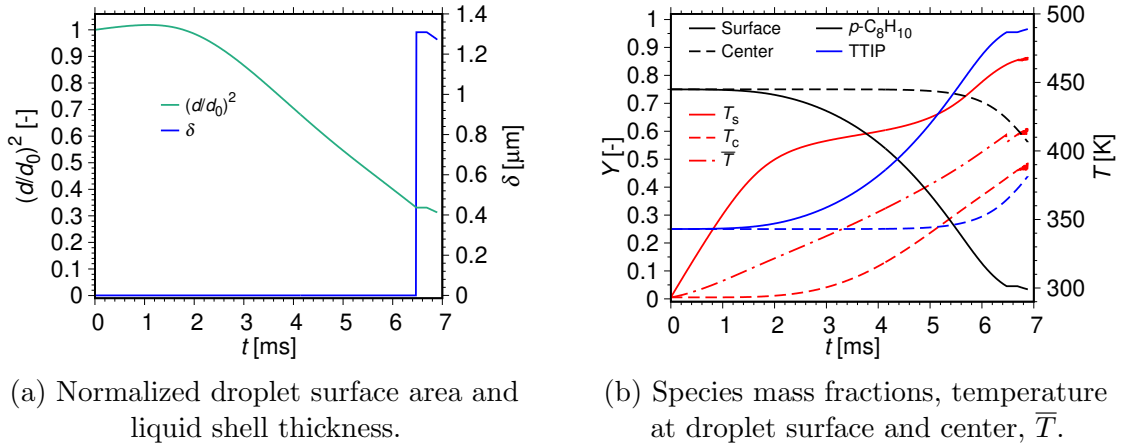 1
0.9
0.8
0.7
0.6
0.5
0.4
0.3
0.2
0.1
0
(d/d₀)² [-]
(d/d₀)²
δ
0 1 2 3 4 5 6 7
t [ms]
1.4
1.2
1
0.8
0.6
0.4
0.2
0
δ [μm]
(a) Normalized droplet surface area and
liquid shell thickness.
1
0.9
0.8
0.7
0.6
0.5
0.4
0.3
0.2
0.1
0
Y [-]
Surface p-C₈H₁₀
Center TTIP
Tₛ
T_c
T̅
0 1 2 3 4 5 6 7
t [ms]
500
450
400
350
300
T [K]
(b) Species mass fractions, temperature
at droplet surface and center, T̅.